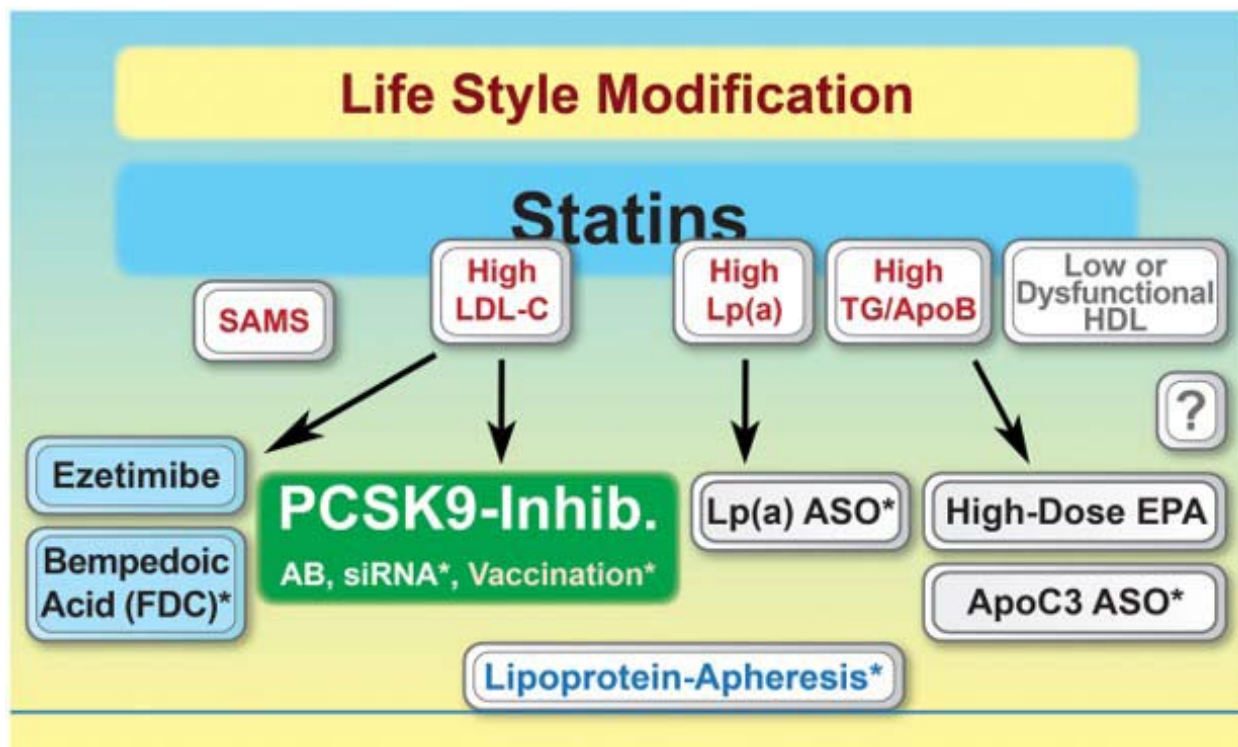 Life Style Modification
Statins
SAMS
High
LDL-C
High
Lp(a)
High
TG/ApoB
Low or
Dysfunctional
HDL
?
Ezetimibe
Bempedoic
Acid (FDC)*
PCSK9-Inhib.
AB, siRNA*, Vaccination*
Lp(a) ASO*
High-Dose EPA
ApoC3 ASO*
Lipoprotein-Apheresis*